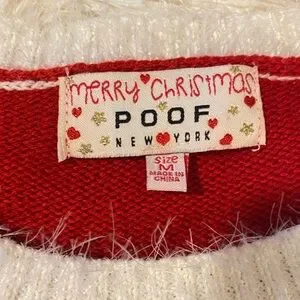 merry christmas
POOF
NEW YORK
Size
M
MADE IN
CHINA